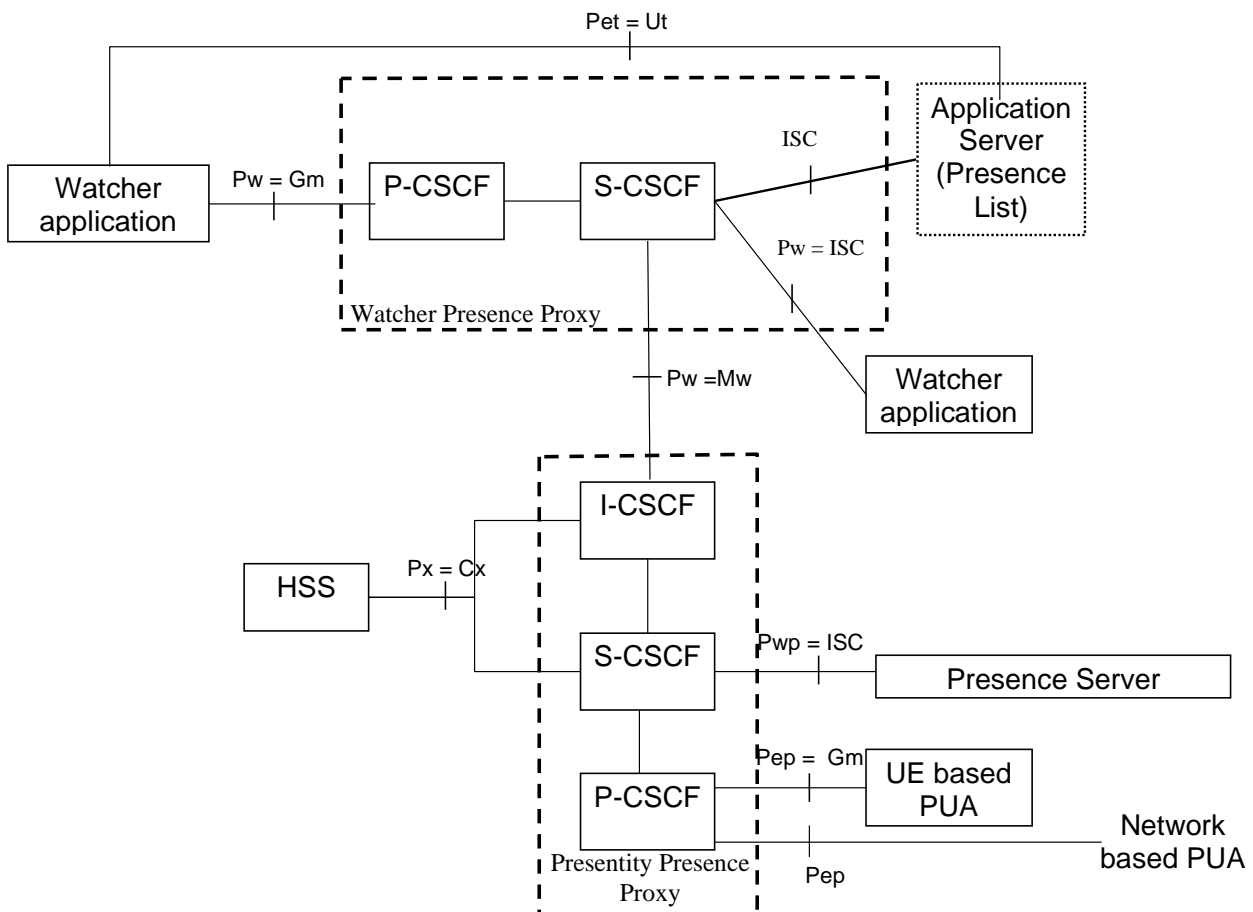 Pet = Ut
Application
Server
(Presence
List)
ISC
Watcher
application
Pw = Gm
P-CSCF
S-CSCF
Pw = ISC
Watcher Presence Proxy
Watcher
application
Pw =Mw
I-CSCF
HSS
Px = Cx
S-CSCF
Pwp = ISC
Presence Server
Pep =  Gm
UE based
PUA
P-CSCF
Network
based PUA
Pep
Presentity Presence
Proxy